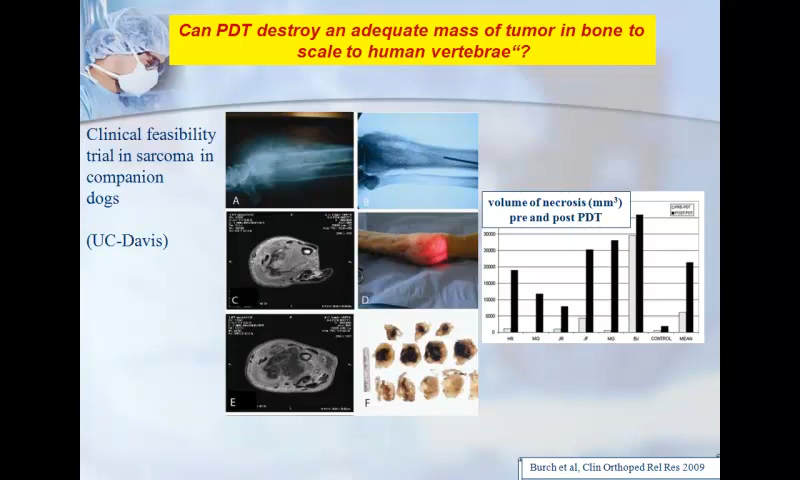 Can PDT destroy an adequate mass of tumor in bone to
scale to human vertebrae“?
Clinical feasibility
trial in sarcoma in
companion
dogs
(UC-Davis)
A
B
C
D
E
F
volume of necrosis (mm³)
pre and post PDT
PRE-PDT
POST-PDT
30000
25000
20000
15000
10000
5000
0
HR
MG
JR
JF
MG
BJ
CONTROL
MEAN
Burch et al, Clin Orthoped Rel Res 2009